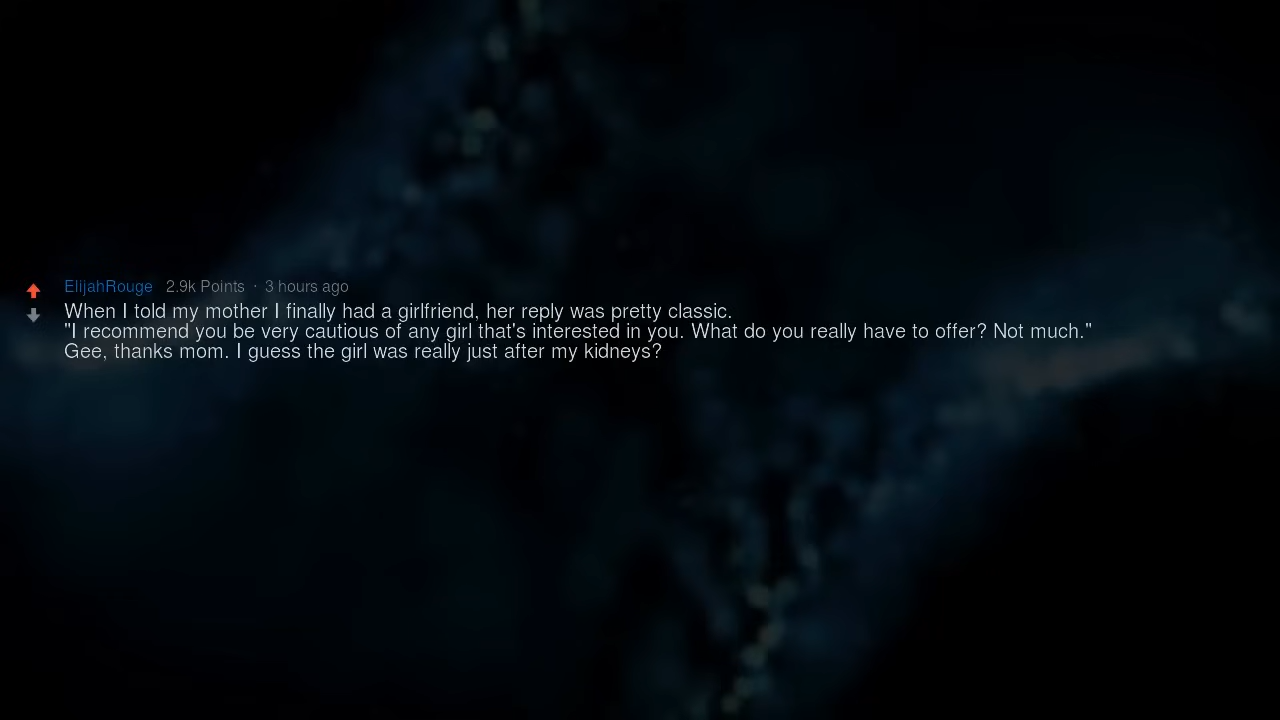 ElijahRouge 2.9k Points · 3 hours ago
When I told my mother I finally had a girlfriend, her reply was pretty classic.
"I recommend you be very cautious of any girl that's interested in you. What do you really have to offer? Not much."
Gee, thanks mom. I guess the girl was really just after my kidneys?